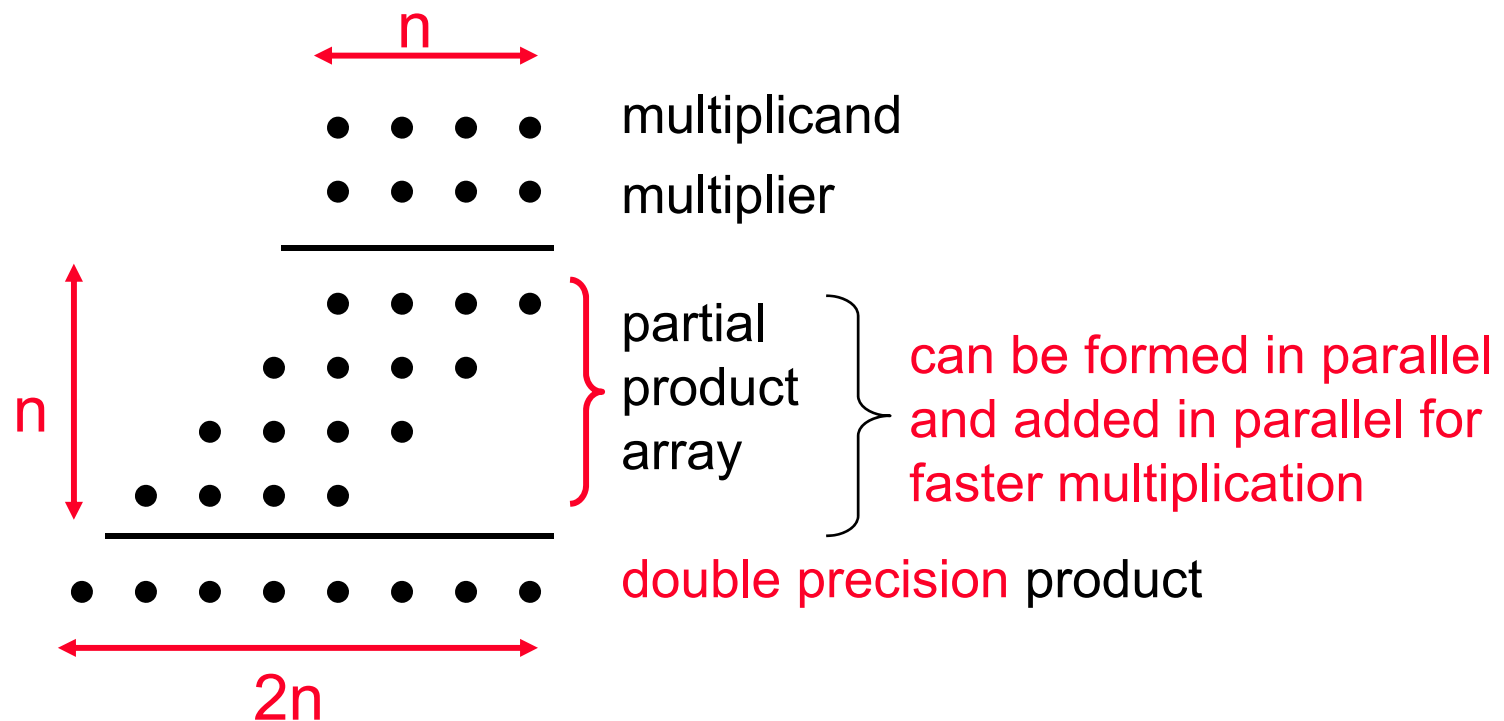 n
multiplicand
multiplier
n
partial
product
array
can be formed in parallel
and added in parallel for
faster multiplication
double precision product
2n